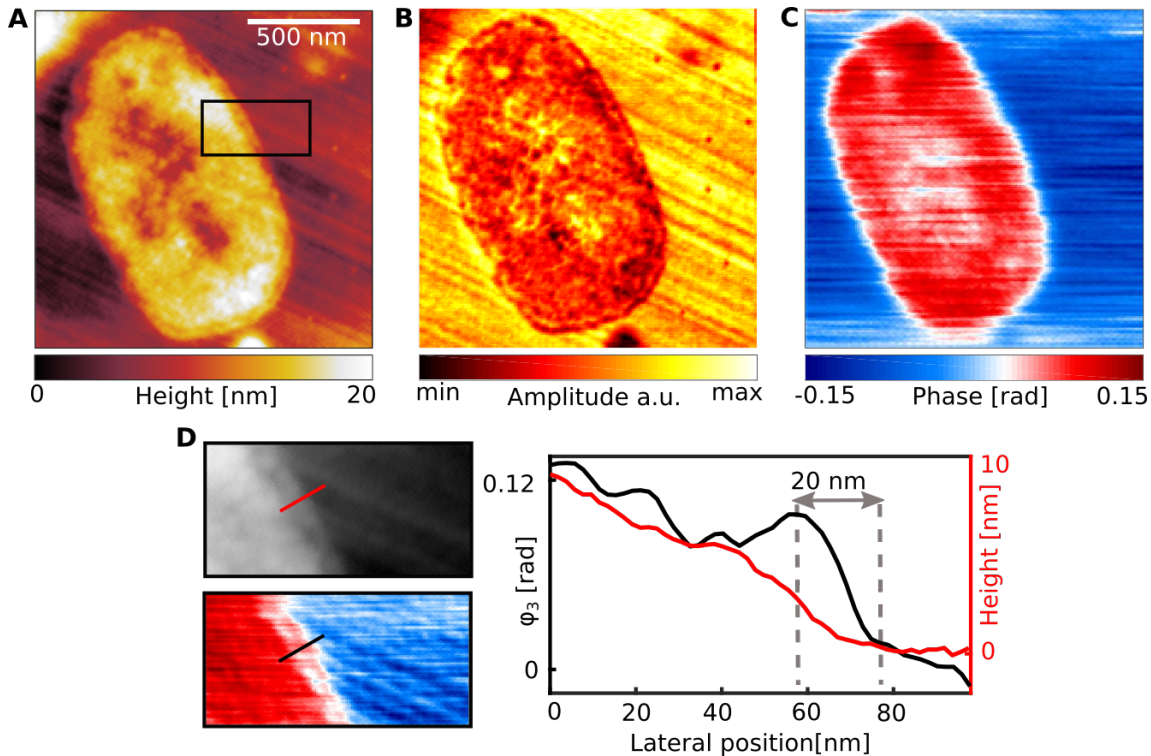 A
500 nm
B
C
0
Height [nm]
20
min
Amplitude a.u.
max
-0.15
Phase [rad]
0.15
D
20 nm
0.12
0
φ₃ [rad]
10
0
Height [nm]
0
20
40
60
80
Lateral position[nm]